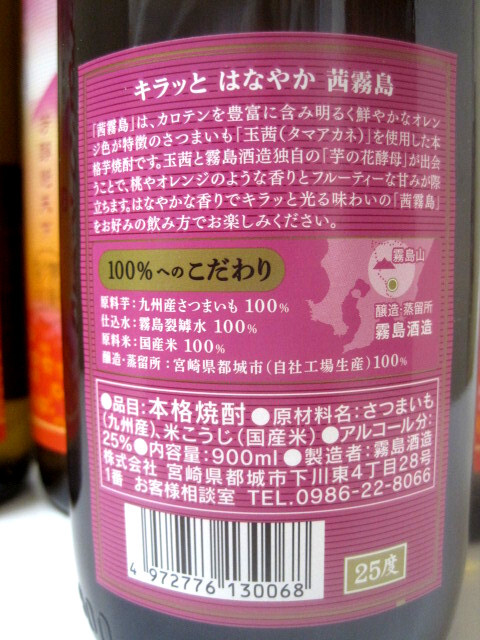 キラッと はなやか 茜霧島
「茜霧島」は、カロテンを豊富に含み明るく鮮やかなオレン
ジ色が特徴のさつまいも「玉茜(タマアカネ)」を使用した本
格芋焼酎です。玉茜と霧島酒造独自の「芋の花酵母」が出会
うことで、桃やオレンジのような香りとフルーティーな甘みが際
立ちます。はなやかな香りでキラッと光る味わいの「茜霧島」
をお好みの飲み方でお楽しみください。
100%へのこだわり
原料芋:九州産さつまいも 100%
仕込水:霧島裂罅水 100%
原料米:国産米 100%
醸造・蒸留所:宮崎県都城市(自社工場生産)100%
霧島山
醸造・蒸留所
霧島酒造
●品目:本格焼酎●原材料名:さつまいも
(九州産)、米こうじ(国産米)●アルコール分:
25%●内容量:900ml●製造者:霧島酒造
株式会社 宮崎県都城市下川東4丁目28号
1番 お客様相談室 TEL.0986-22-8066
4 972776 130068
25度